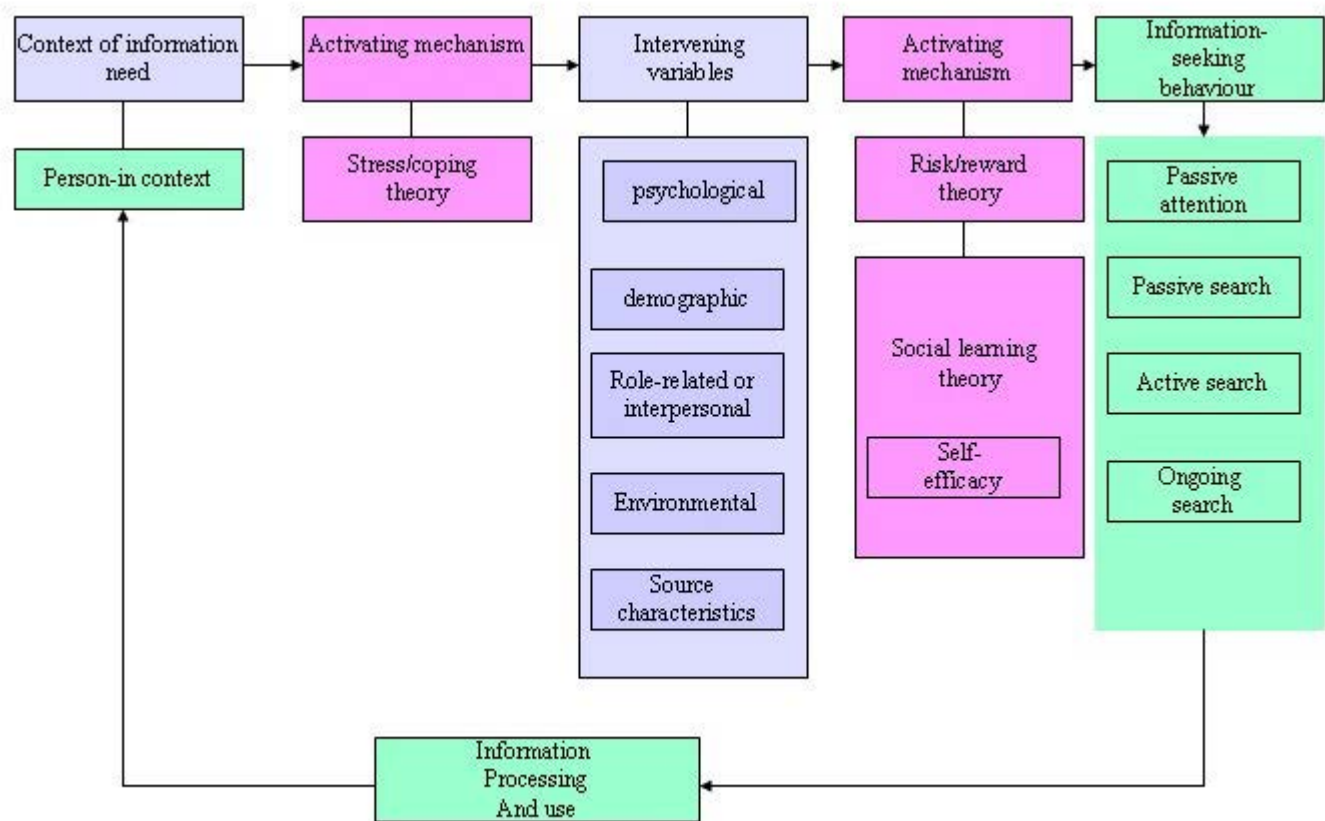 Context of information
need
Activating mechanism
Intervening
variables
Activating
mechanism
Information-
seeking
behaviour
Person-in context
Stress/coping
theory
psychological
demographic
Role-related or
interpersonal
Environmental
Source
characteristics
Risk/reward
theory
Social learning
theory
Self-
efficacy
Passive
attention
Passive search
Active search
Ongoing
search
Information
Processing
And use